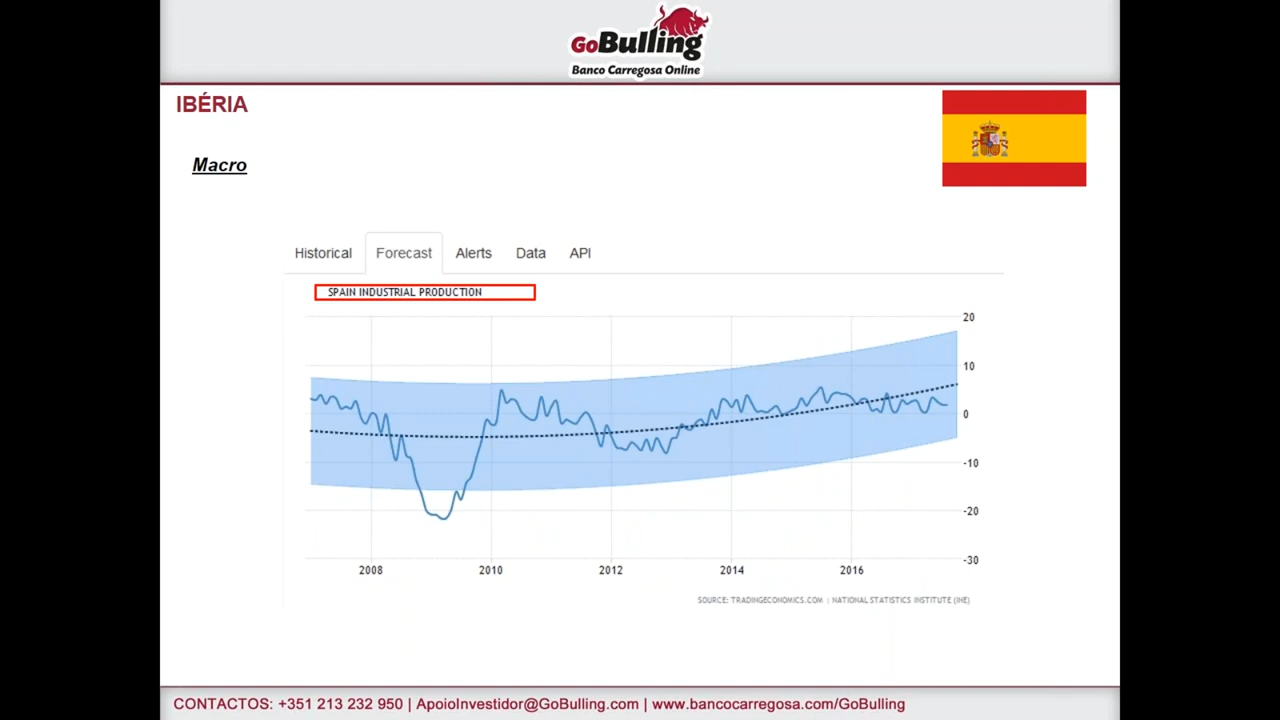 GoBulling
Banco Carregosa Online
IBÉRIA
Macro
Historical Forecast Alerts Data API
SPAIN INDUSTRIAL PRODUCTION
20
10
0
-10
-20
-30
2008 2010 2012 2014 2016
SOURCE: TRADINGECONOMICS.COM | NATIONAL STATISTICS INSTITUTE (INE)
CONTACTOS: +351 213 232 950 | ApoioInvestidor@GoBulling.com | www.bancocarregosa.com/GoBulling